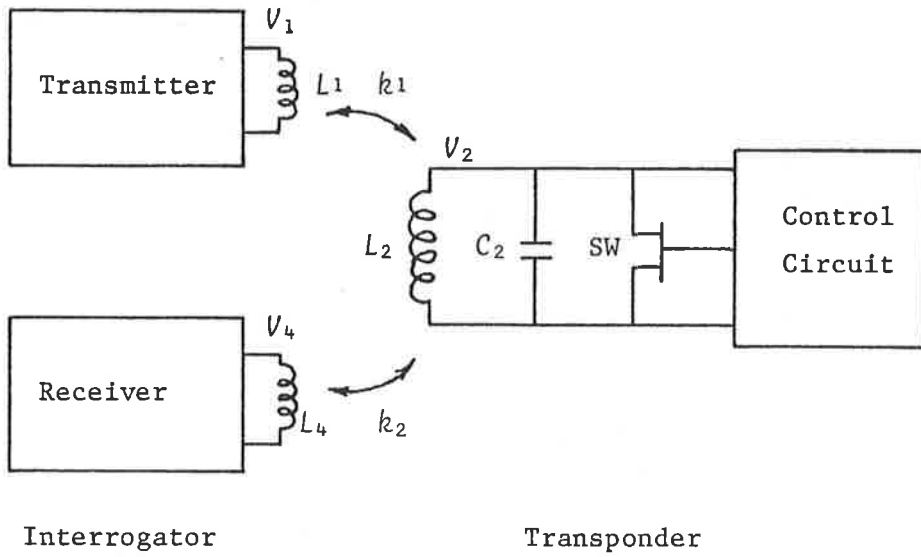 V1
Transmitter
L1
k1
V2
L2
C2
SW
Control
Circuit
V4
Receiver
L4
k2
Interrogator
Transponder